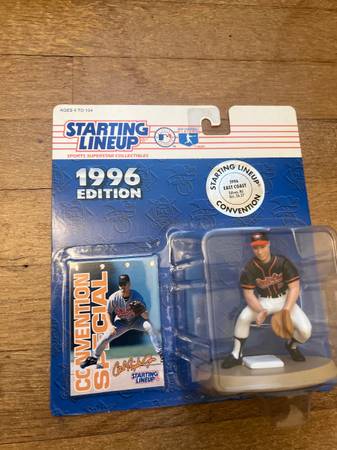 AGES 4 TO 104
STARTING
LINEUP
SPORTS SUPERSTAR COLLECTIBLES
1996
EDITION
STARTING LINEUP
1996
EAST COAST
CONVENTION
CONVENTION
SPECIAL
STARTING
LINEUP